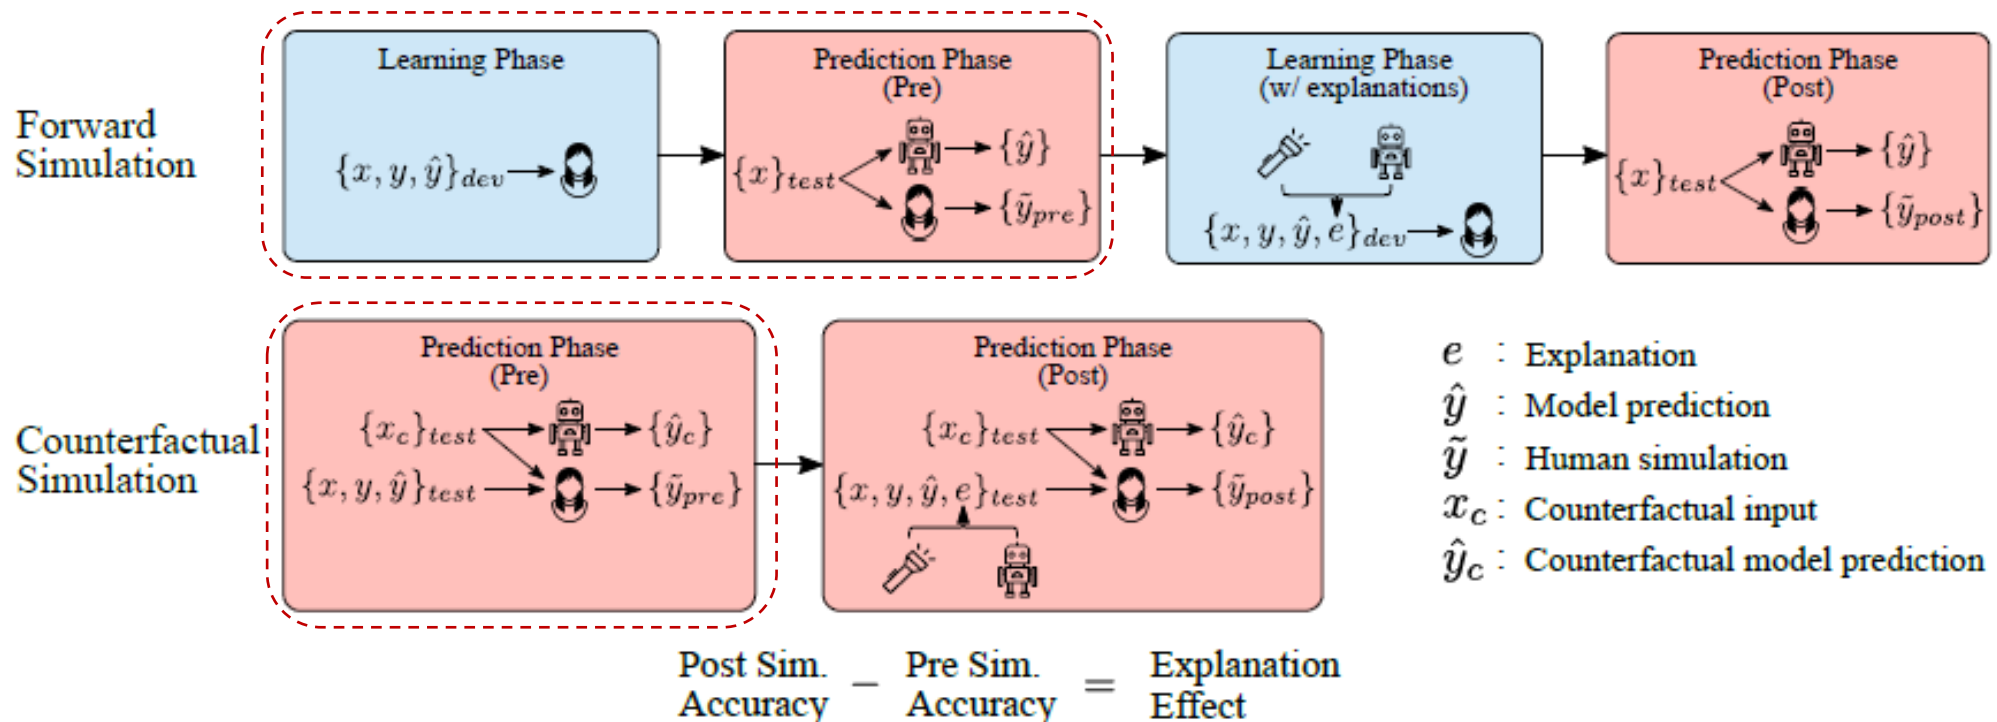 Forward
Simulation
Learning Phase
{x, y, ŷ}dev
Prediction Phase
(Pre)
{x}test
{ŷ}
{ỹpre}
Learning Phase
(w/ explanations)
{x, y, ŷ, e}dev
Prediction Phase
(Post)
{x}test
{ŷ}
{ỹpost}
Counterfactual
Simulation
Prediction Phase
(Pre)
{xc}test
{ŷc}
{x, y, ŷ}test
{ỹpre}
Prediction Phase
(Post)
{xc}test
{ŷc}
{x, y, ŷ, e}test
{ỹpost}
e : Explanation
ŷ : Model prediction
ỹ : Human simulation
xc : Counterfactual input
ŷc : Counterfactual model prediction
Post Sim. Accuracy − Pre Sim. Accuracy = Explanation Effect